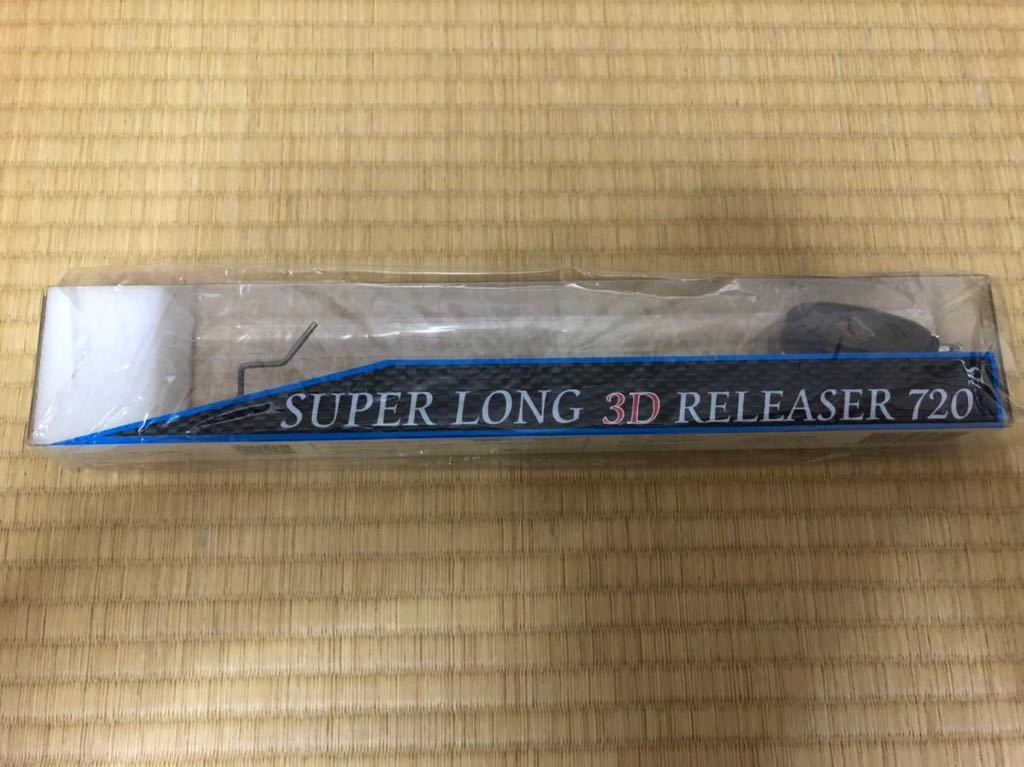 SUPER LONG 3D RELEASER 720